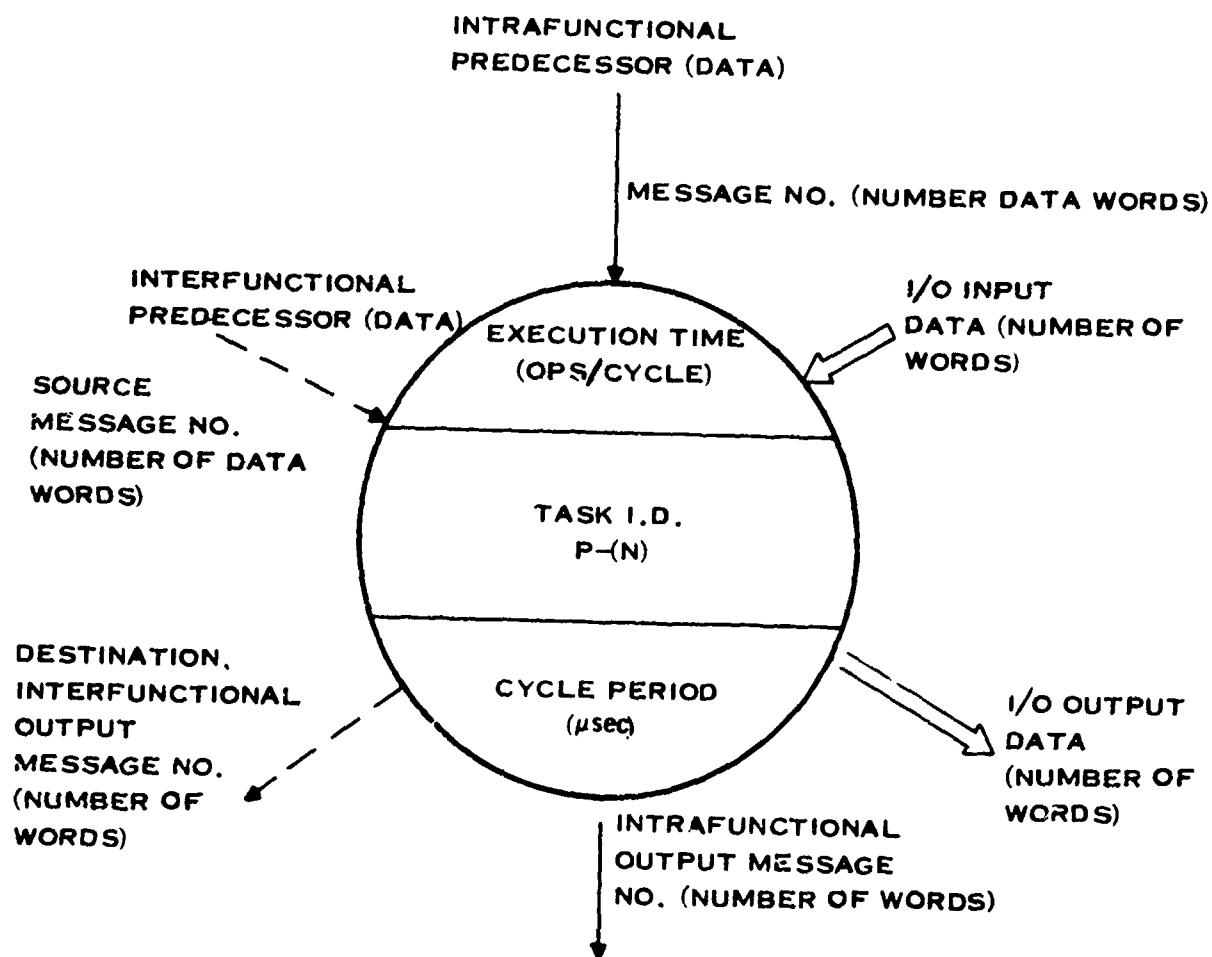 INTRAFUNCTIONAL
PREDECESSOR (DATA)
MESSAGE NO. (NUMBER DATA WORDS)
INTERFUNCTIONAL
PREDECESSOR (DATA)
I/O INPUT
DATA (NUMBER OF
WORDS)
EXECUTION TIME
(OPS/CYCLE)
SOURCE
MESSAGE NO.
(NUMBER OF DATA
WORDS)
TASK I.D.
P-(N)
DESTINATION,
INTERFUNCTIONAL
OUTPUT
MESSAGE NO.
(NUMBER OF
WORDS)
CYCLE PERIOD
(μsec)
I/O OUTPUT
DATA
(NUMBER OF
WORDS)
INTRAFUNCTIONAL
OUTPUT MESSAGE
NO. (NUMBER OF WORDS)